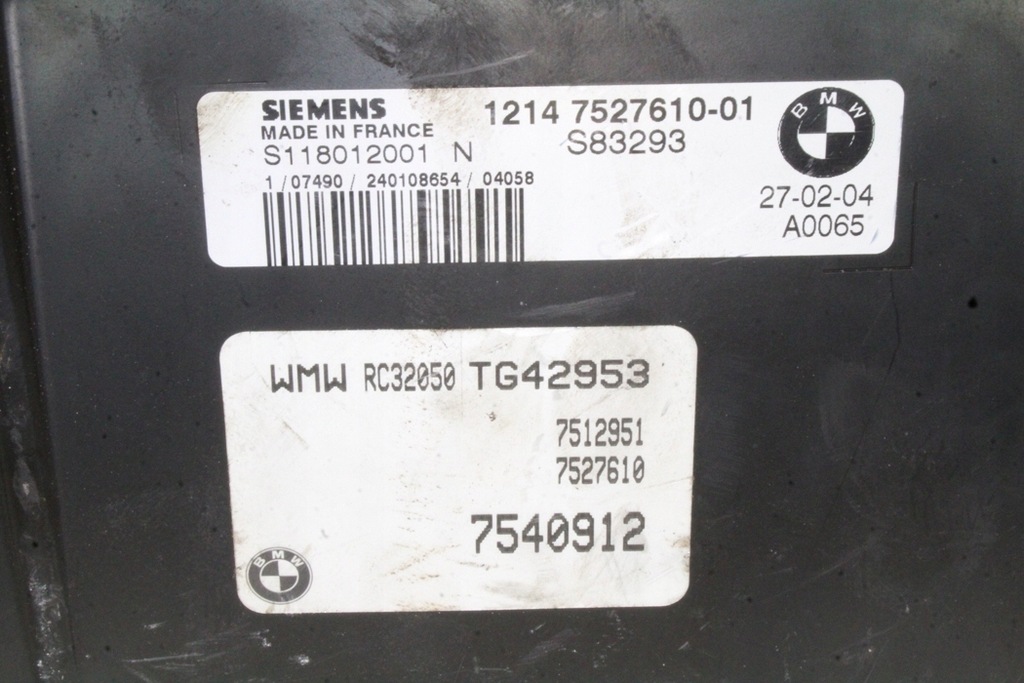 SIEMENS
MADE IN FRANCE
S118012001 N
1 / 07490 / 240108654 / 04058
1214 7527610-01
S83293
BMW
27-02-04
A0065
WMW RC32050 TG42953
7512951
7527610
7540912
BMW